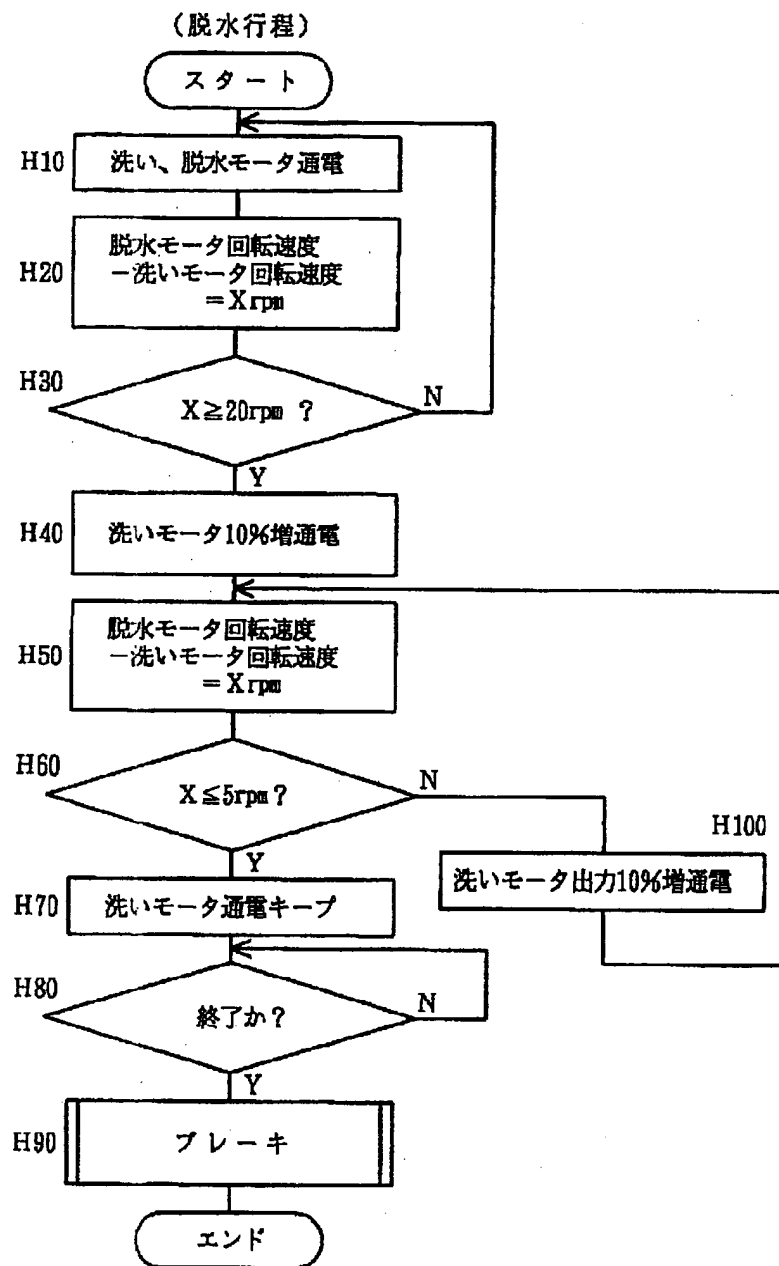 (脱水行程)
スタート
H10
洗い、脱水モータ通電
H20
脱水モータ回転速度
−洗いモータ回転速度
=Xrpm
H30
X≧20rpm ?
N
Y
H40
洗いモータ10%増通電
H50
脱水モータ回転速度
−洗いモータ回転速度
=Xrpm
H60
X≦5rpm?
N
Y
H100
洗いモータ出力10%増通電
H70
洗いモータ通電キープ
H80
終了か?
N
Y
H90
ブレーキ
エンド